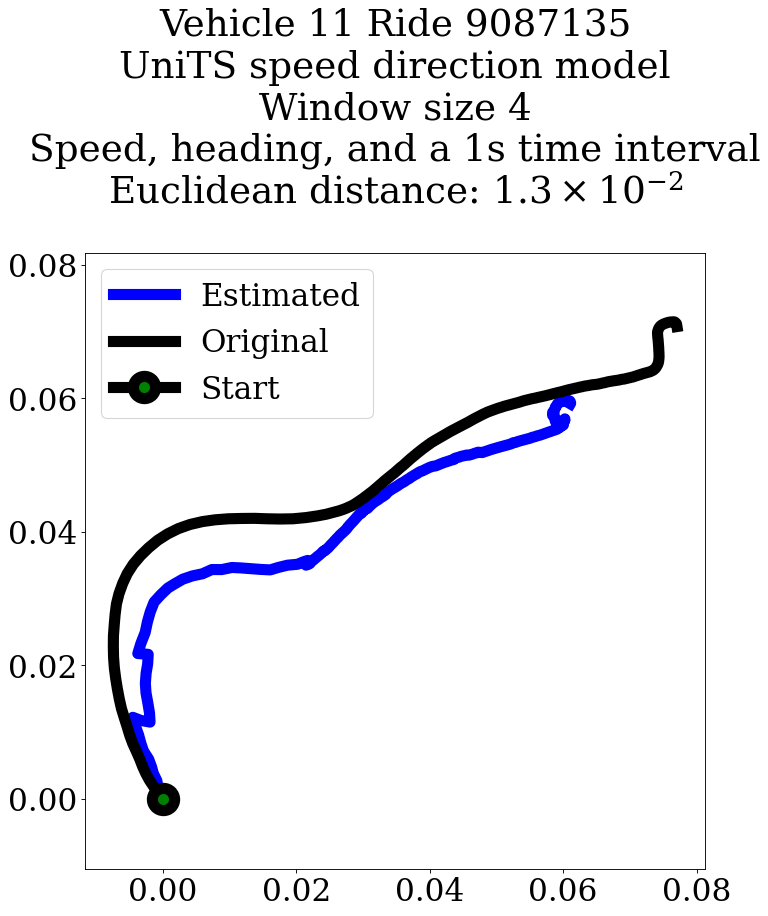 Vehicle 11 Ride 9087135
UniTS speed direction model
Window size 4
Speed, heading, and a 1s time interval
Euclidean distance: 1.3 × 10⁻²
0.08
0.06
0.04
0.02
0.00
Estimated
Original
Start
0.00 0.02 0.04 0.06 0.08